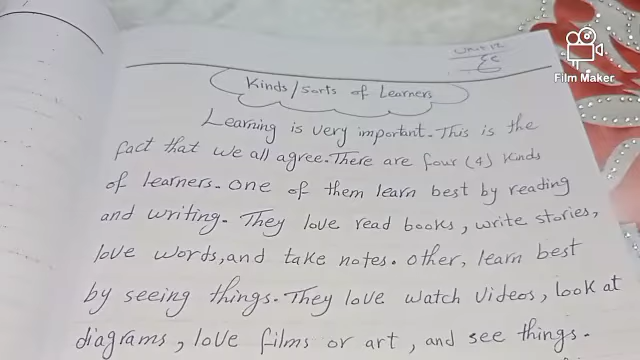 Unit 12
Film Maker
Kinds/Sorts of Learners
Learning is very important. This is the
fact that we all agree. There are four (4) Kinds
of learners. One of them learn best by reading
and writing. They love read books, write stories,
love words, and take notes. Other, learn best
by seeing things. They love watch videos, look at
diagrams, love films or art, and see things.